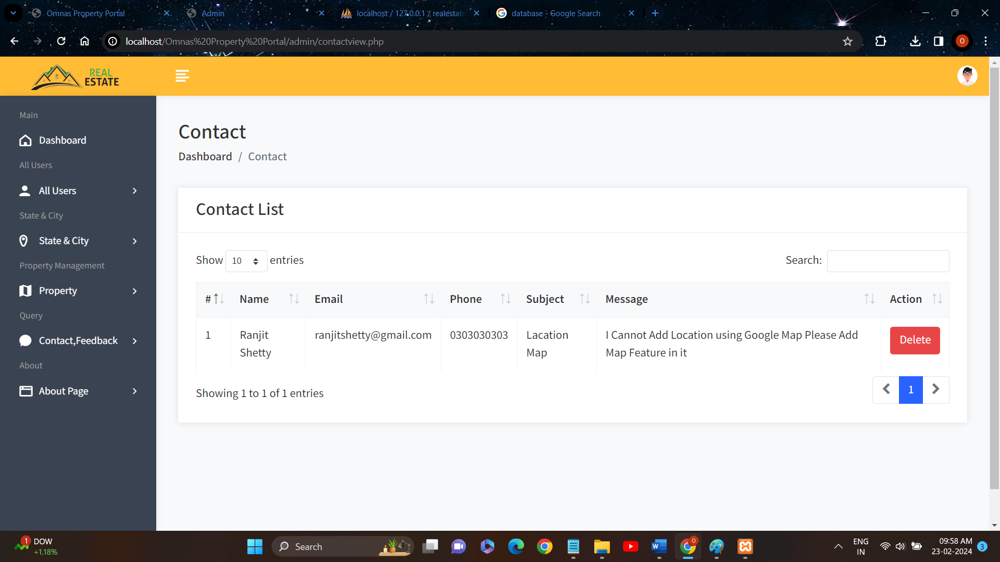 Omnas Property Portal
Admin
localhost / 127.0.0.1 / realestate
database - Google Search
localhost/Omnas%20Property%20Portal/admin/contactview.php
O
REAL
ESTATE
Main
Dashboard
All Users
All Users
State & City
State & City
Property Management
Property
Query
Contact,Feedback
About
About Page
Contact
Dashboard / Contact
Contact List
Show 10 entries
Search:
# Name Email Phone Subject Message Action
1 Ranjit Shetty ranjitshetty@gmail.com 0303030303 Lacation Map I Cannot Add Location using Google Map Please Add Map Feature in it Delete
Showing 1 to 1 of 1 entries
1
1
DOW
+1.18%
Search
W
O
ENG
IN
09:58 AM
23-02-2024
3